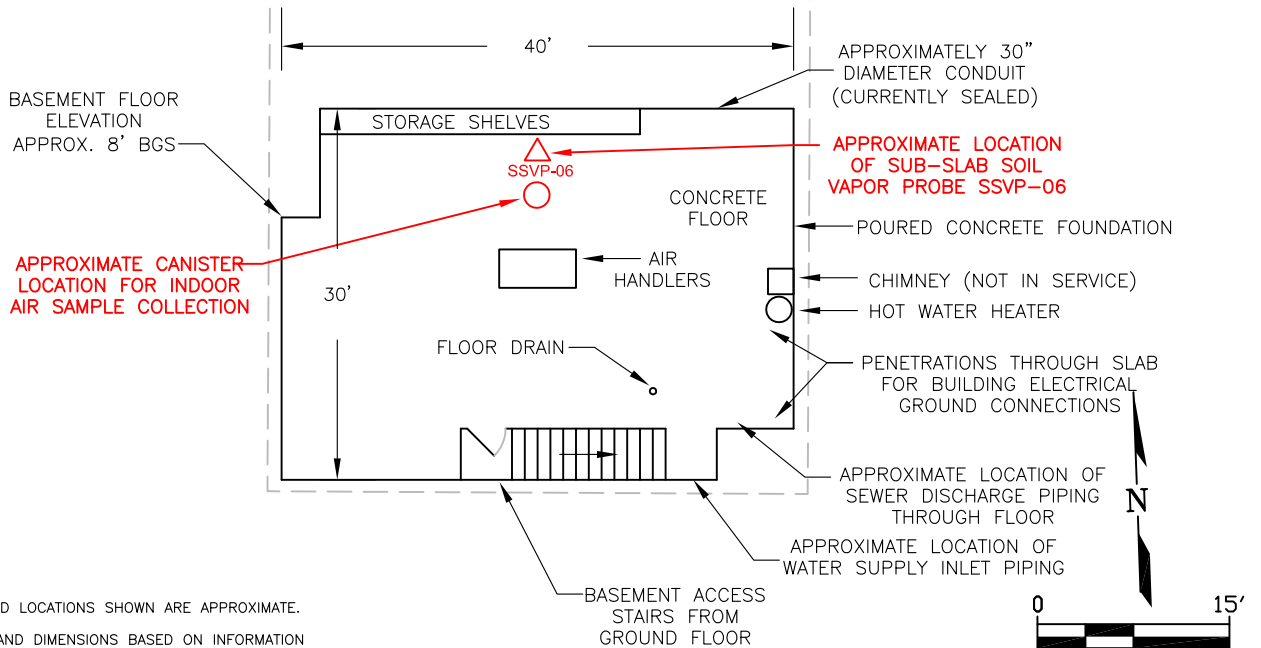 40'
APPROXIMATELY 30"
DIAMETER CONDUIT
(CURRENTLY SEALED)
BASEMENT FLOOR
ELEVATION
APPROX. 8' BGS
STORAGE SHELVES
APPROXIMATE LOCATION
OF SUB-SLAB SOIL
VAPOR PROBE SSVP-06
SSVP-06
CONCRETE
FLOOR
POURED CONCRETE FOUNDATION
APPROXIMATE CANISTER
LOCATION FOR INDOOR
AIR SAMPLE COLLECTION
30'
AIR
HANDLERS
CHIMNEY (NOT IN SERVICE)
HOT WATER HEATER
FLOOR DRAIN
PENETRATIONS THROUGH SLAB
FOR BUILDING ELECTRICAL
GROUND CONNECTIONS
APPROXIMATE LOCATION OF
SEWER DISCHARGE PIPING
THROUGH FLOOR
N
APPROXIMATE LOCATION OF
WATER SUPPLY INLET PIPING
BASEMENT ACCESS
STAIRS FROM
GROUND FLOOR
LOCATIONS SHOWN ARE APPROXIMATE.
AND DIMENSIONS BASED ON INFORMATION
0 15'